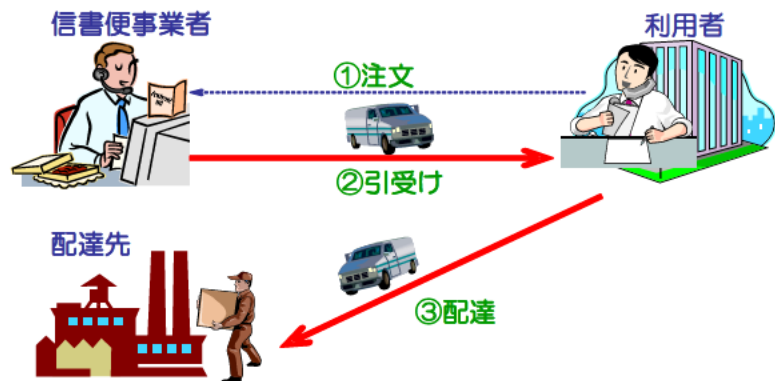 信書便事業者
利用者
①注文
②引受け
配達先
③配達